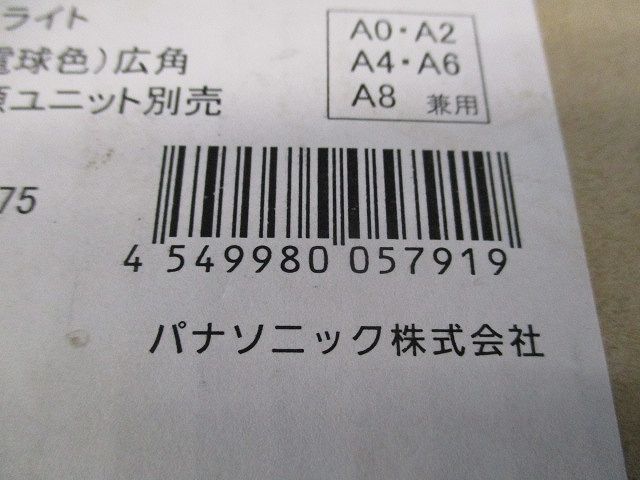 ライト
電球色)広角
源ユニット別売
A0・A2
A4・A6
A8 兼用
75
4 549980 057919
パナソニック株式会社